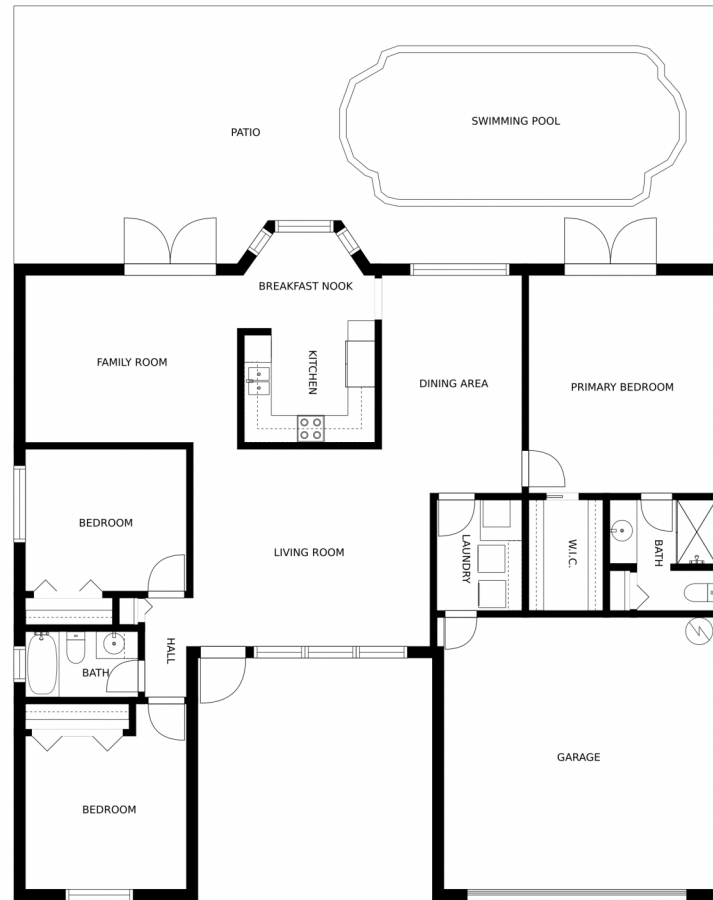 SWIMMING POOL
PATIO
BREAKFAST NOOK
FAMILY ROOM
KITCHEN
DINING AREA
PRIMARY BEDROOM
BEDROOM
LIVING ROOM
LAUNDRY
W.I.C.
BATH
HALL
BATH
GARAGE
BEDROOM